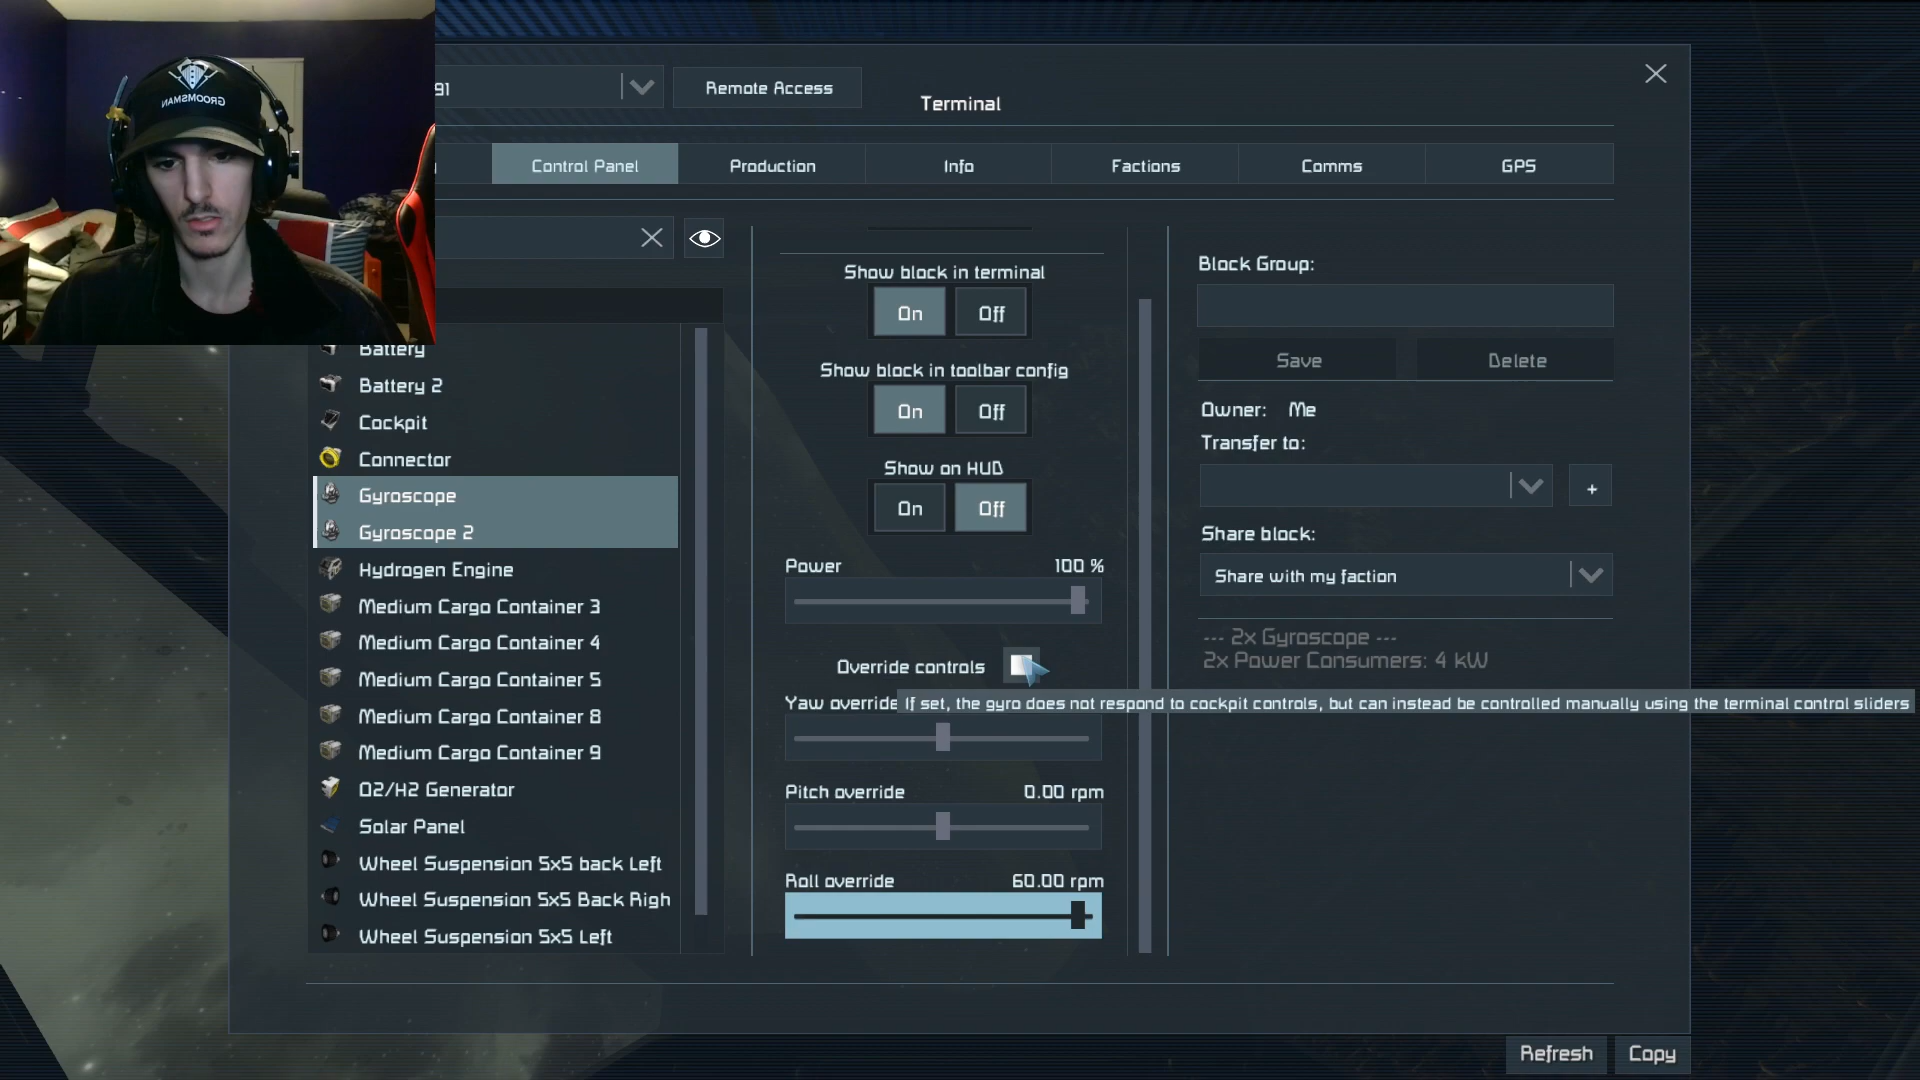 GROOMSMAN
91
Remote Access
Terminal
Control Panel
Production
Info
Factions
Comms
GPS
Battery
Battery 2
Cockpit
Connector
Gyroscope
Gyroscope 2
Hydrogen Engine
Medium Cargo Container 3
Medium Cargo Container 4
Medium Cargo Container 5
Medium Cargo Container 8
Medium Cargo Container 9
O2/H2 Generator
Solar Panel
Wheel Suspension 5x5 back Left
Wheel Suspension 5x5 Back Righ
Wheel Suspension 5x5 Left
Show block in terminal
On Off
Show block in toolbar config
On Off
Show on HUD
On Off
Power 100 %
Override controls
Yaw override
If set, the gyro does not respond to cockpit controls, but can instead be controlled manually using the terminal control sliders
Pitch override 0.00 rpm
Roll override 60.00 rpm
Block Group:
Save Delete
Owner: Me
Transfer to:
+
Share block:
Share with my faction
--- 2x Gyroscope ---
2x Power Consumers: 4 kW
Refresh Copy